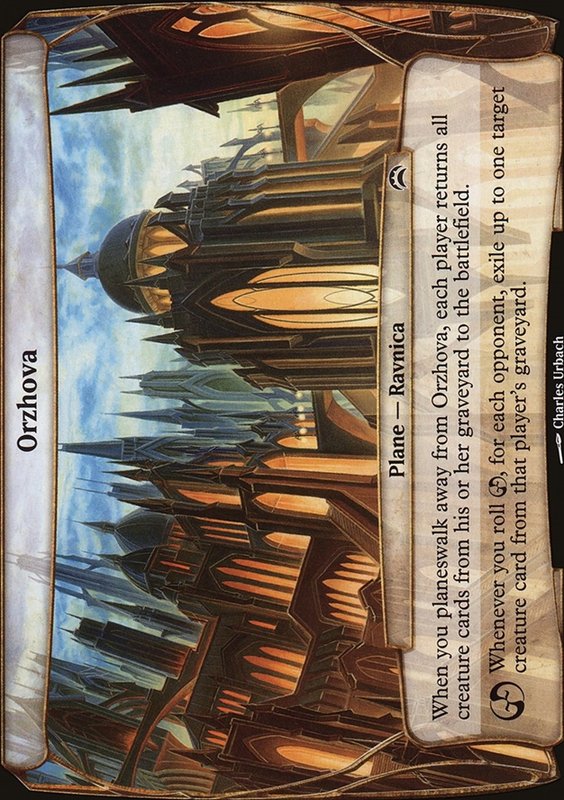 Orzhova
Plane — Ravnica
When you planeswalk away from Orzhova, each player returns all
creature cards from his or her graveyard to the battlefield.
Whenever you roll , for each opponent, exile up to one target
creature card from that player's graveyard.
Charles Urbach